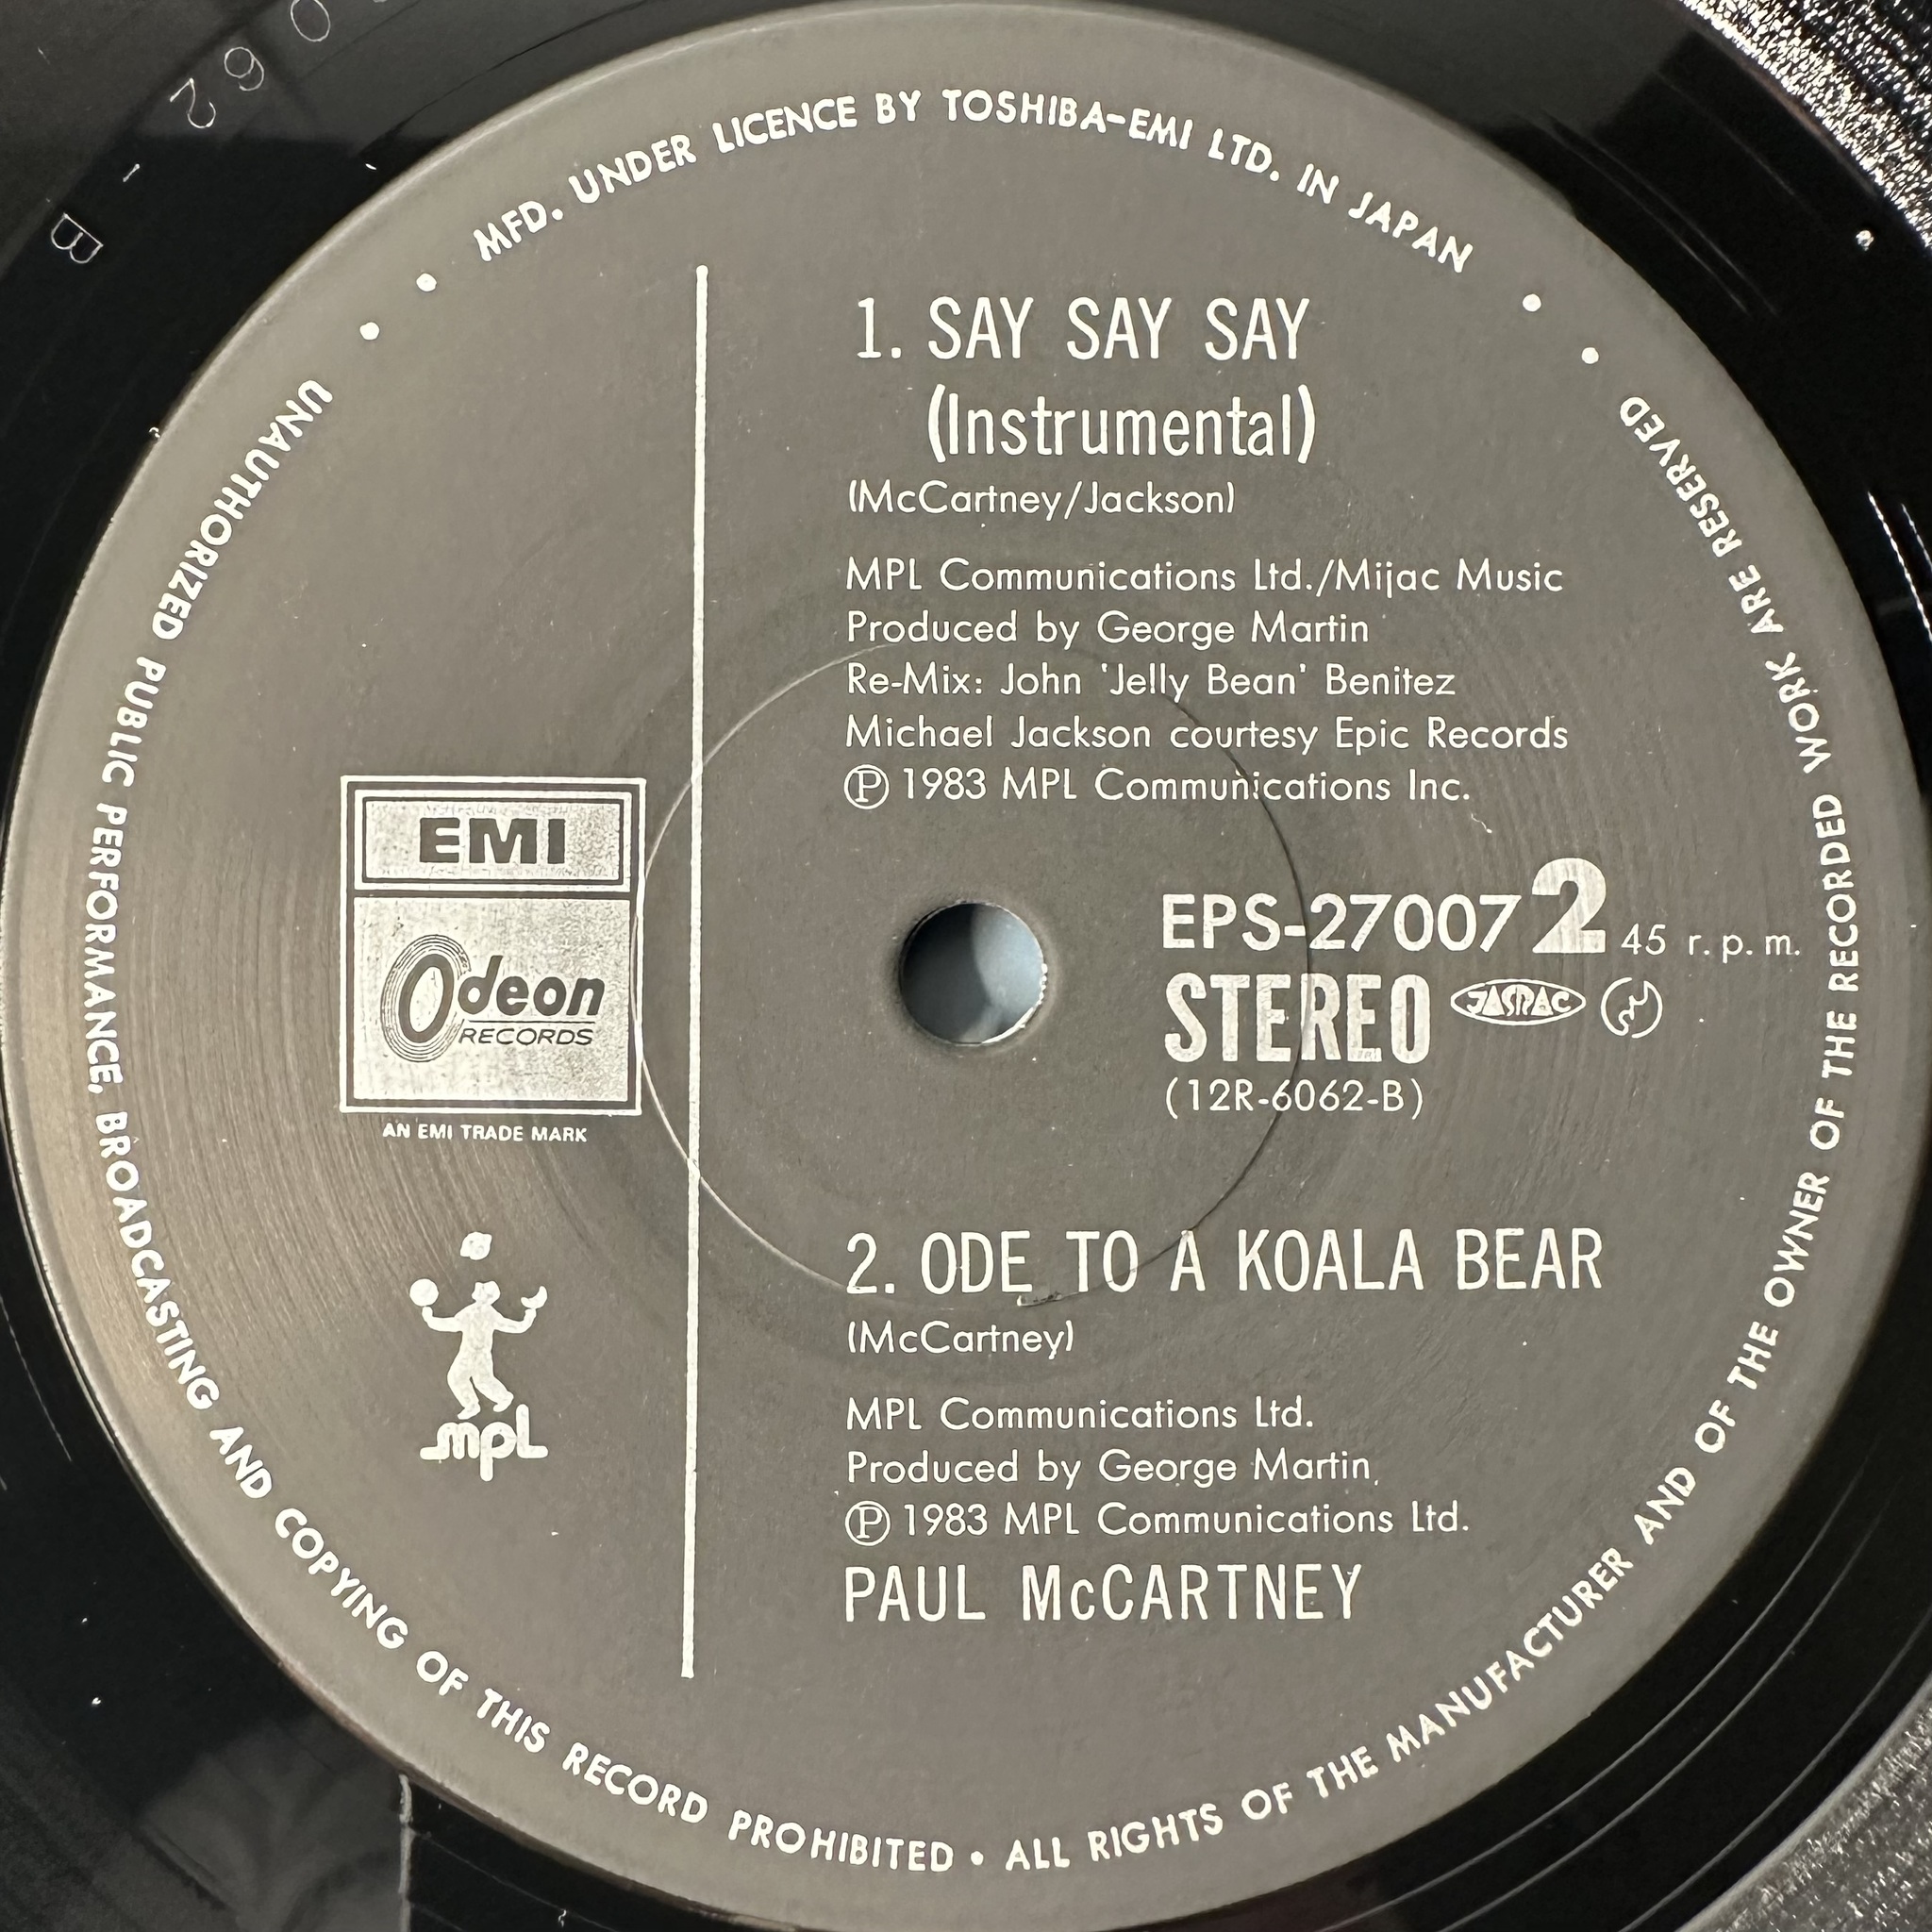 MFD. UNDER LICENCE BY TOSHIBA-EMI LTD. IN JAPAN
1. SAY SAY SAY
(Instrumental)
(McCartney/Jackson)
MPL Communications Ltd./Mijac Music
Produced by George Martin
Re-Mix: John 'Jelly Bean' Benitez
Michael Jackson courtesy Epic Records
Ⓟ 1983 MPL Communications Inc.
EMI
Odeon
RECORDS
AN EMI TRADE MARK
EPS-27007 2 45 r.p.m.
STEREO JASRAC
(12R-6062-B)
mpl
2. ODE TO A KOALA BEAR
(McCartney)
MPL Communications Ltd.
Produced by George Martin,
Ⓟ 1983 MPL Communications Ltd.
PAUL McCARTNEY
UNAUTHORIZED PUBLIC PERFORMANCE, BROADCASTING AND COPYING OF THIS RECORD PROHIBITED • ALL RIGHTS OF THE MANUFACTURER AND OF THE OWNER OF THE RECORDED WORK ARE RESERVED
062-B